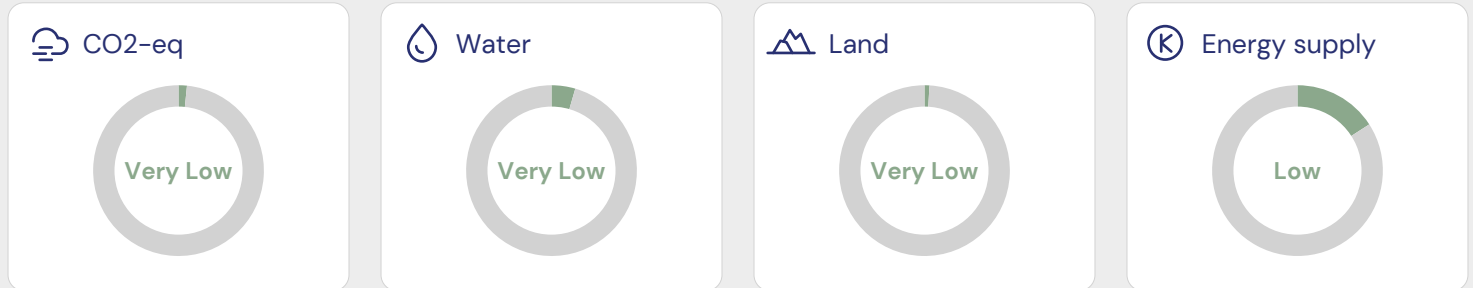 CO2-eq
Very Low
Water
Very Low
Land
Very Low
Energy supply
Low